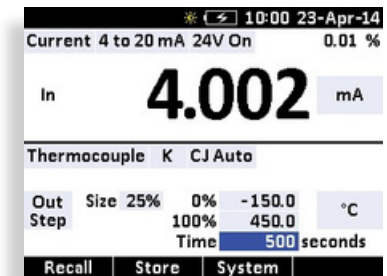 10:00 23-Apr-14
Current 4 to 20 mA 24V On 0.01 %
In 4.002 mA
Thermocouple K CJ Auto
Out Size 25% 0% -150.0 °C
Step 100% 450.0
Time 500 seconds
Recall Store System